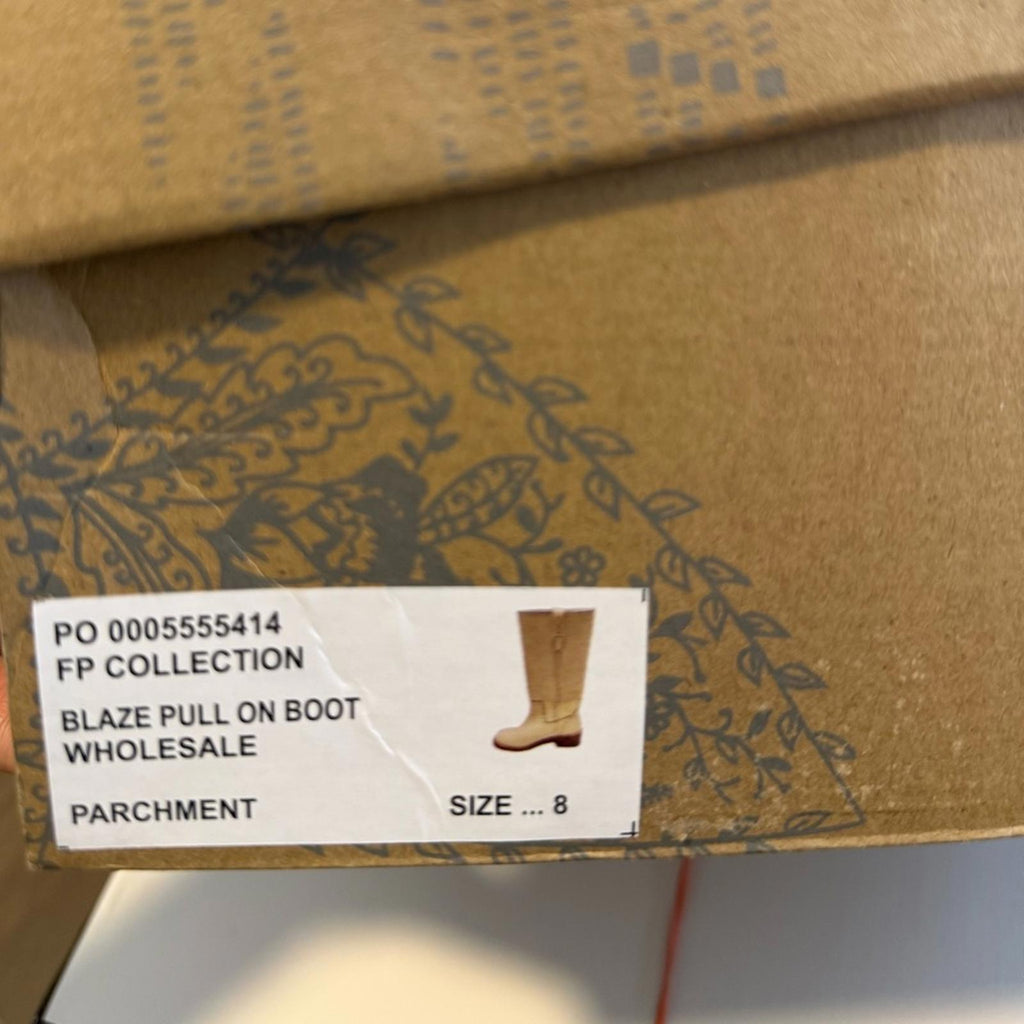 PO 0005555414
FP COLLECTION
BLAZE PULL ON BOOT
WHOLESALE
PARCHMENT
SIZE ... 8